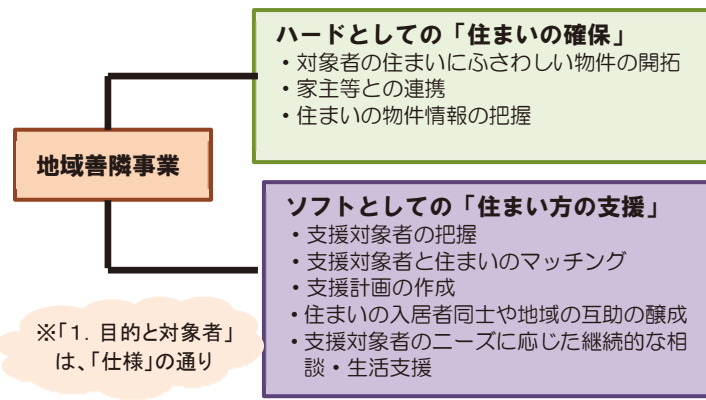 ハードとしての「住まいの確保」
・対象者の住まいにふさわしい物件の開拓
・家主等との連携
・住まいの物件情報の把握
地域善隣事業
ソフトとしての「住まい方の支援」
・支援対象者の把握
・支援対象者と住まいのマッチング
・支援計画の作成
・住まいの入居者同士や地域の互助の醸成
・支援対象者のニーズに応じた継続的な相
談・生活支援
※「1．目的と対象者」
は、「仕様」の通り